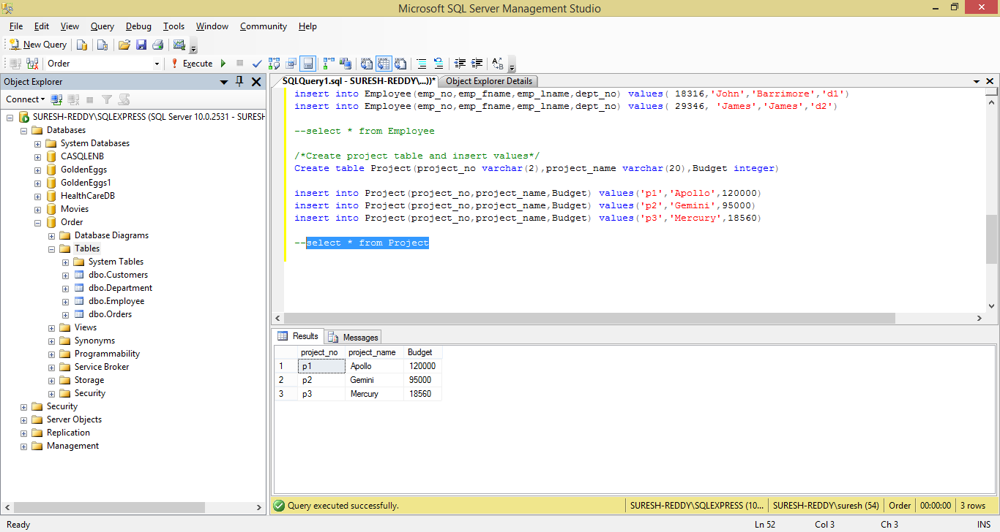 Microsoft SQL Server Management Studio
File Edit View Query Debug Tools Window Community Help
New Query
Order Execute
Object Explorer
Connect
SURESH-REDDY\SQLEXPRESS (SQL Server 10.0.2531 - SURESH
Databases
System Databases
CASQLENB
GoldenEggs
GoldenEggs1
HealthCareDB
Movies
Order
Database Diagrams
Tables
System Tables
dbo.Customers
dbo.Department
dbo.Employee
dbo.Orders
Views
Synonyms
Programmability
Service Broker
Storage
Security
Security
Server Objects
Replication
Management
SQLQuery1.sql - SURESH-REDDY\...))* Object Explorer Details
insert into Employee(emp_no,emp_fname,emp_lname,dept_no) values( 18316,'John','Barrimore','d1')
insert into Employee(emp_no,emp_fname,emp_lname,dept_no) values( 29346, 'James','James','d2')
--select * from Employee
/*Create project table and insert values*/
Create table Project(project_no varchar(2),project_name varchar(20),Budget integer)
insert into Project(project_no,project_name,Budget) values('p1','Apollo',120000)
insert into Project(project_no,project_name,Budget) values('p2','Gemini',95000)
insert into Project(project_no,project_name,Budget) values('p3','Mercury',18560)
--select * from Project
Results Messages
project_no project_name Budget
1 p1 Apollo 120000
2 p2 Gemini 95000
3 p3 Mercury 18560
Query executed successfully. SURESH-REDDY\SQLEXPRESS (10... SURESH-REDDY\suresh (54) Order 00:00:00 3 rows
Ready Ln 52 Col 3 Ch 3 INS